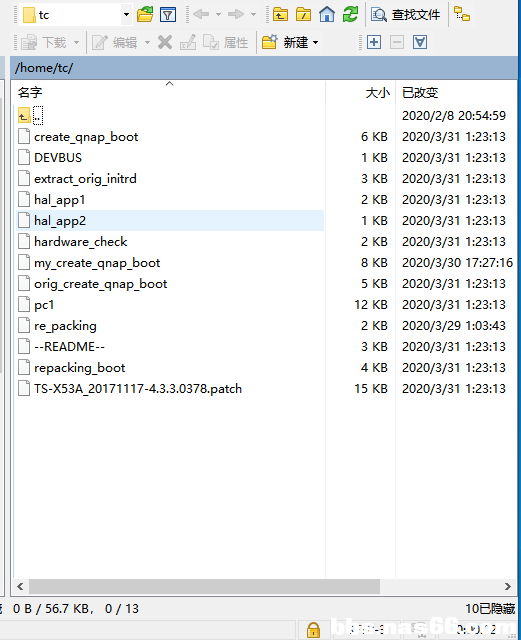 tc
查找文件
下载 编辑 属性 新建
/home/tc/
名字 大小 已改变
.. 2020/2/8 20:54:59
create_qnap_boot 6 KB 2020/3/31 1:23:13
DEVBUS 1 KB 2020/3/31 1:23:13
extract_orig_initrd 3 KB 2020/3/31 1:23:13
hal_app1 2 KB 2020/3/31 1:23:13
hal_app2 1 KB 2020/3/31 1:23:13
hardware_check 2 KB 2020/3/31 1:23:13
my_create_qnap_boot 8 KB 2020/3/30 17:27:16
orig_create_qnap_boot 5 KB 2020/3/31 1:23:13
pc1 12 KB 2020/3/31 1:23:13
re_packing 2 KB 2020/3/29 1:03:43
--README-- 3 KB 2020/3/31 1:23:13
repacking_boot 4 KB 2020/3/31 1:23:13
TS-X53A_20171117-4.3.3.0378.patch 15 KB 2020/3/31 1:23:13
0 B / 56.7 KB, 0 / 13 10已隐藏